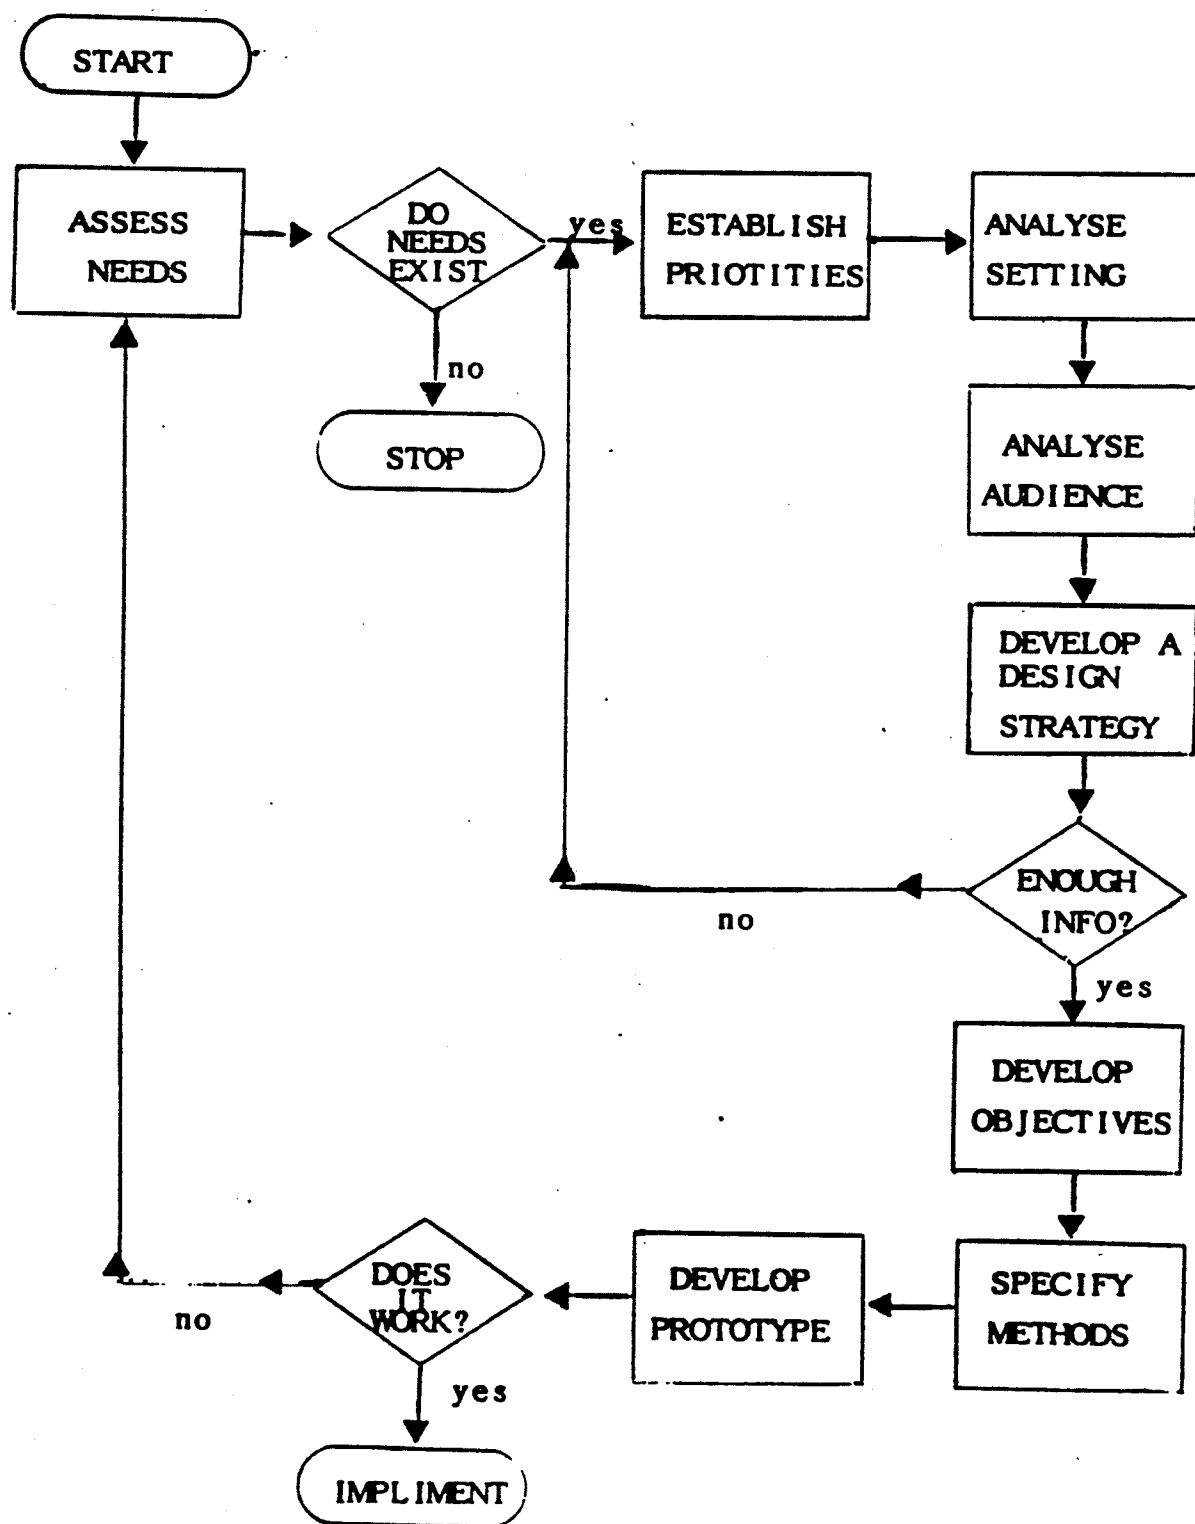 START
ASSESS
NEEDS
DO
NEEDS
EXIST
yes
ESTABLISH
PRIOTITIES
ANALYSE
SETTING
no
STOP
ANALYSE
AUDIENCE
DEVELOP A
DESIGN
STRATEGY
ENOUGH
INFO?
no
yes
DEVELOP
OBJECTIVES
SPECIFY
METHODS
DEVELOP
PROTOTYPE
DOES
IT
WORK?
no
yes
IMPLIMENT